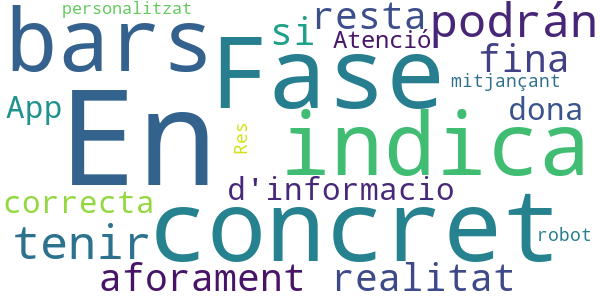 personalitzat
bars Fase si resta podrán
Atenció fina
App En Res indica mitjançant dona
correcta d'informacio
tenir concret robot
aforament realitat